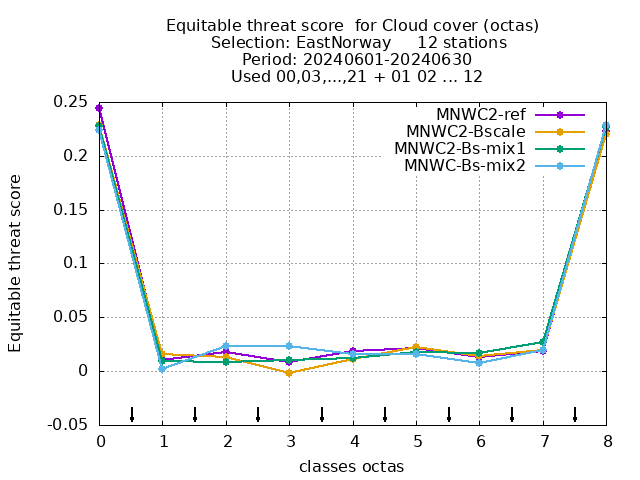 Equitable threat score  for Cloud cover (octas)
Selection: EastNorway     12 stations
Period: 20240601-20240630
Used 00,03,...,21 + 01 02 ... 12
MNWC2-ref
MNWC2-Bscale
MNWC2-Bs-mix1
MNWC-Bs-mix2
Equitable threat score
0.25
0.2
0.15
0.1
0.05
0
-0.05
0 1 2 3 4 5 6 7 8
classes octas